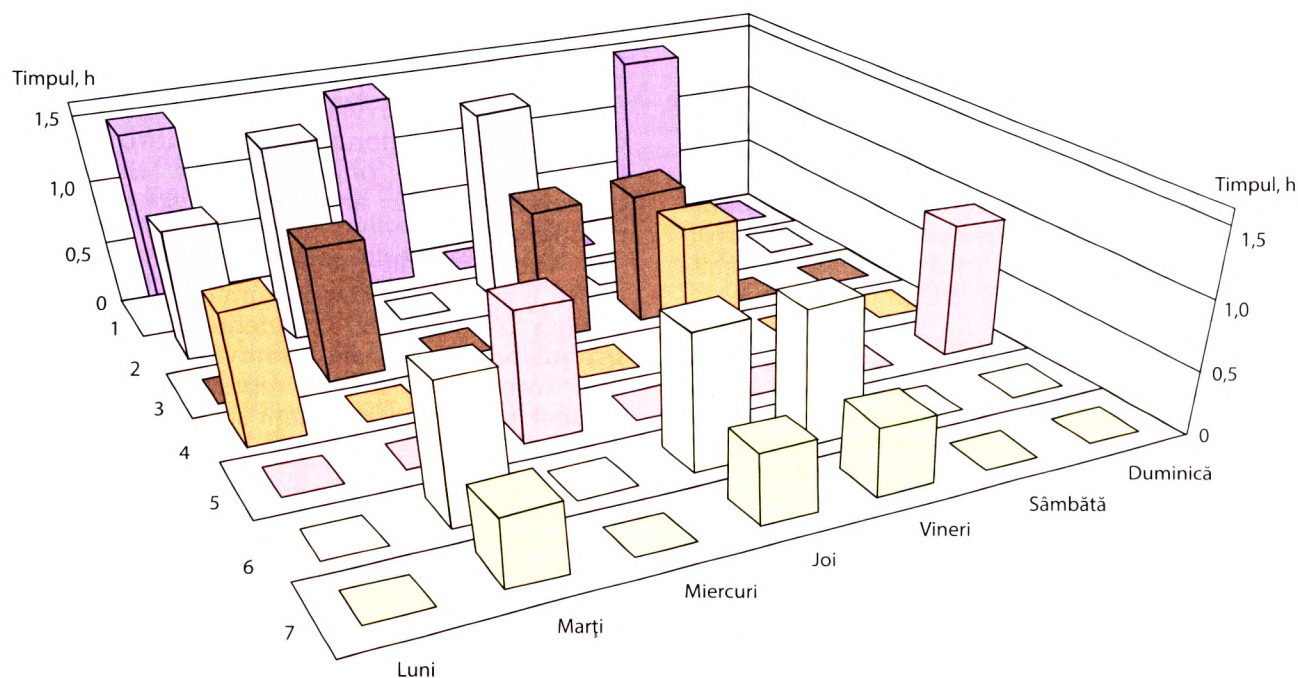 Timpul, h
1,5
1,0
0,5
0
1
2
3
4
5
6
7
Luni
Marţi
Miercuri
Joi
Vineri
Sâmbătă
Duminică
Timpul, h
1,5
1,0
0,5
0